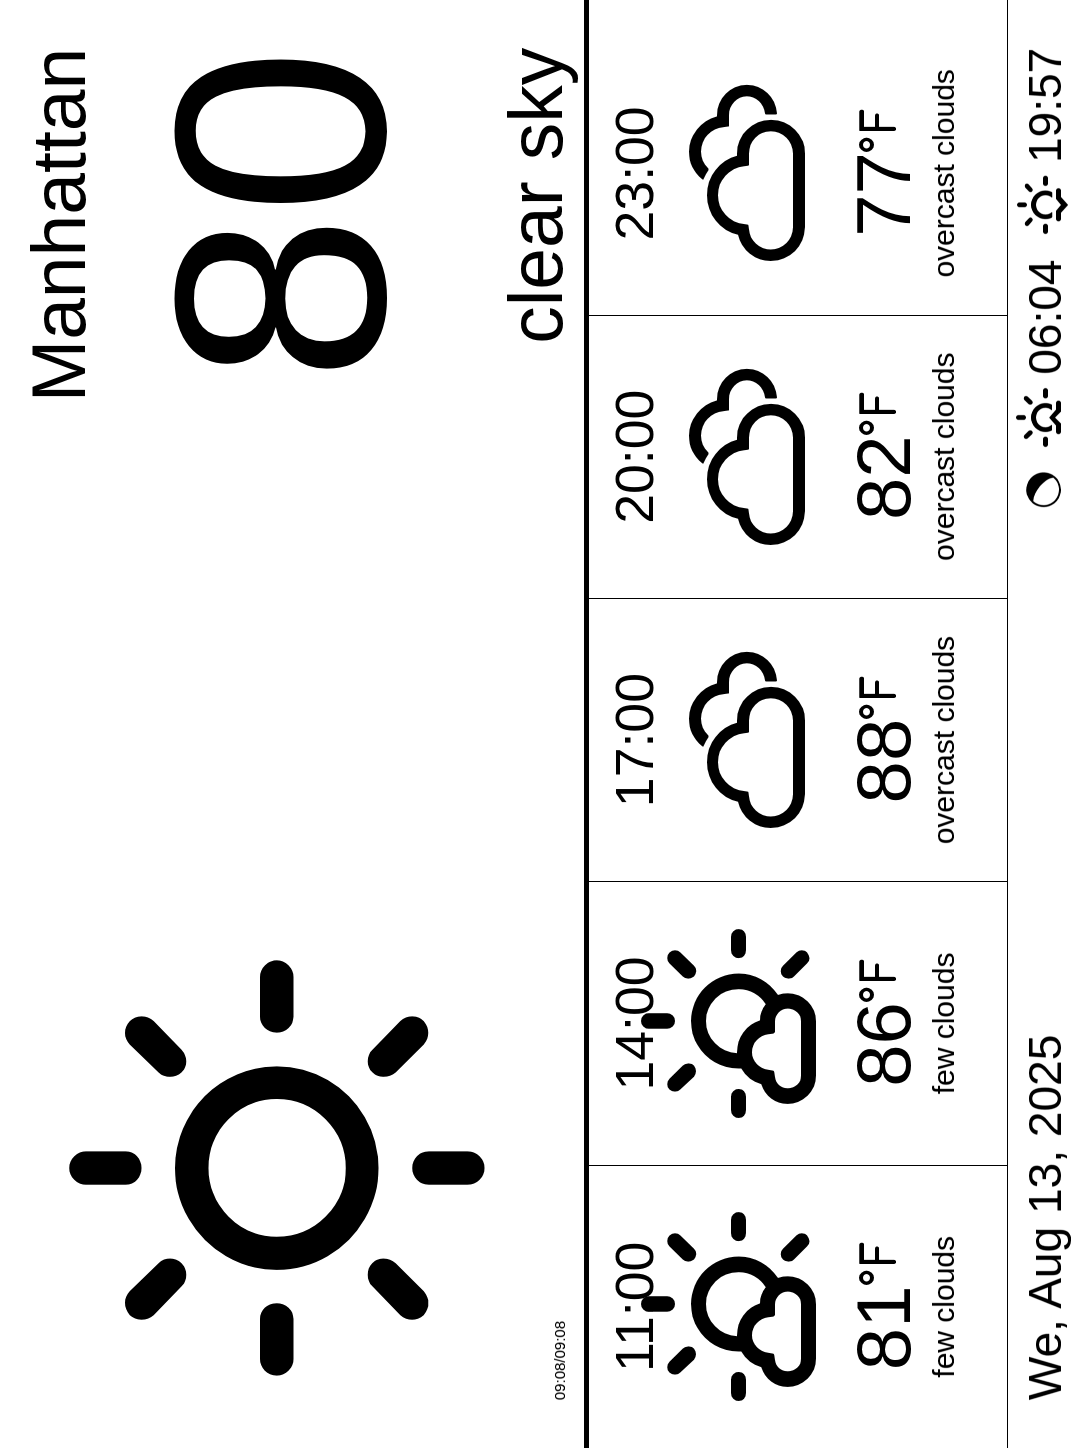 Manhattan
80
clear sky
09:08/09:08
11:00
14:00
17:00
20:00
23:00
81°F
86°F
88°F
82°F
77°F
few clouds
few clouds
overcast clouds
overcast clouds
overcast clouds
We, Aug 13, 2025
06:04
19:57